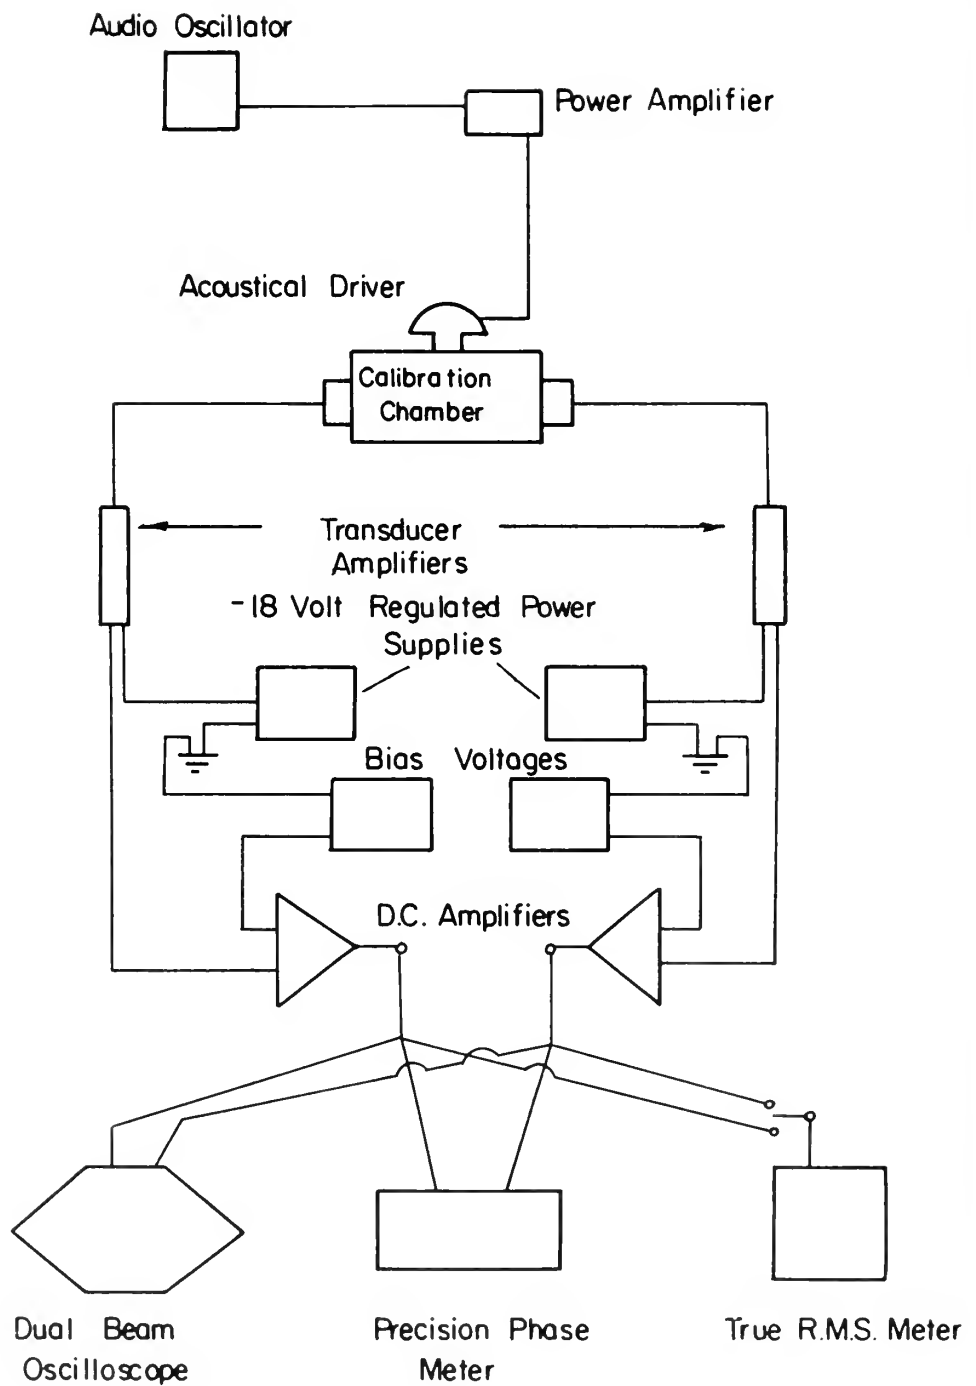 Audio Oscillator
Power Amplifier
Acoustical Driver
Calibration
Chamber
Transducer
Amplifiers
-18 Volt Regulated Power
Supplies
Bias Voltages
D.C. Amplifiers
Dual Beam
Oscilloscope
Precision Phase
Meter
True R.M.S. Meter